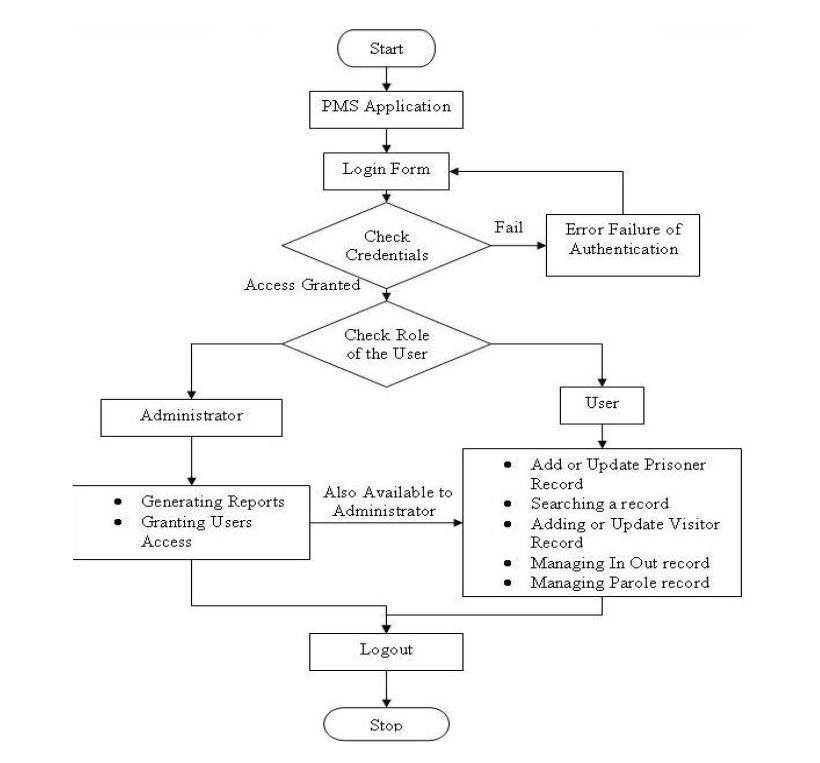 Start
PMS Application
Login Form
Check
Credentials
Fail
Error Failure of
Authentication
Access Granted
Check Role
of the User
Administrator
User
• Generating Reports
• Granting Users
Access
Also Available to
Administrator
• Add or Update Prisoner
Record
• Searching a record
• Adding or Update Visitor
Record
• Managing In Out record
• Managing Parole record
Logout
Stop